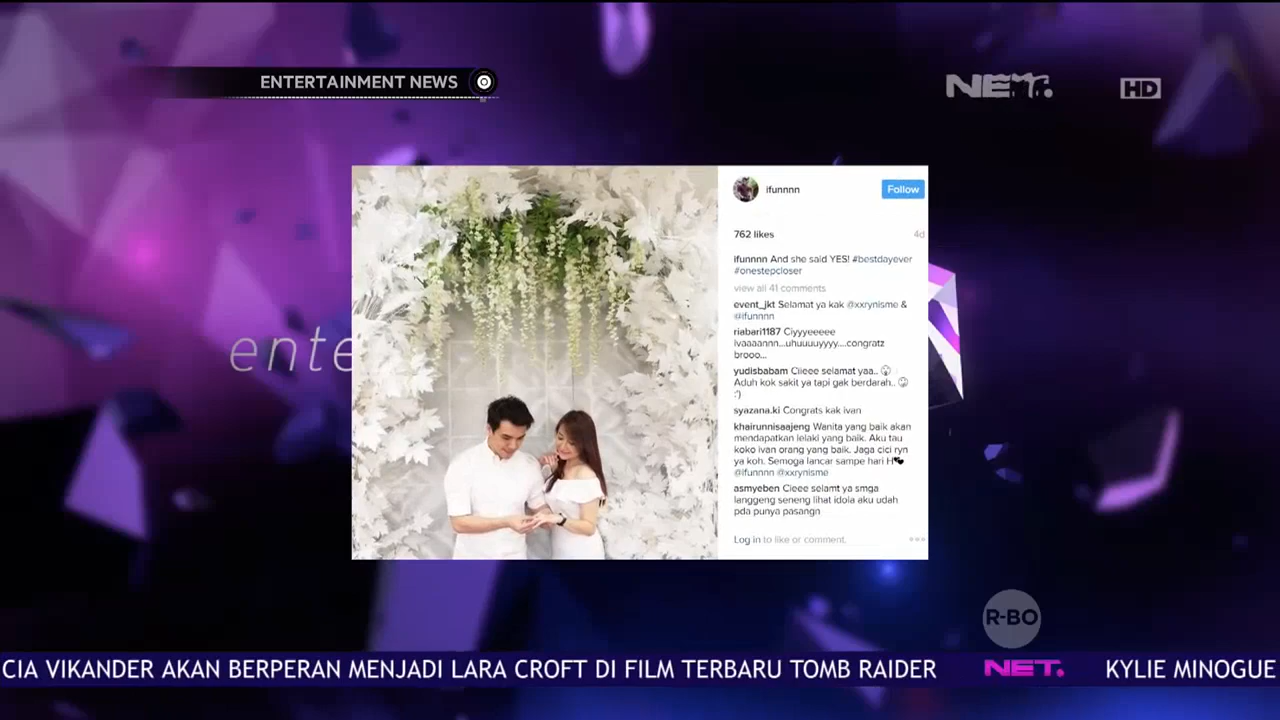 ENTERTAINMENT NEWS
NET.
HD
ifunnnn
Follow
762 likes
4d
ifunnnn And she said YES! #bestdayever
#onestepcloser
view all 41 comments
event_jkt Selamat ya kak @xxrynisme &
@ifunnnn
riabari1187 Ciyyyeeeee
Ivaaaannn...uhuuuuyyyy....congratz
brooo...
yudisbabam Ciieee selamat yaa..
Aduh kok sakit ya tapi gak berdarah..
:')
syazana.ki Congrats kak ivan
khairunnisaajeng Wanita yang baik akan
mendapatkan lelaki yang baik. Aku tau
koko ivan orang yang baik. Jaga cici ryn
ya koh. Semoga lancar sampe hari H
@ifunnnn @xxrynisme
asmyeben Cieee selamt ya smga
langgeng seneng lihat idola aku udah
pda punya pasangn
Log in to like or comment.
ente
R-BO
CIA VIKANDER AKAN BERPERAN MENJADI LARA CROFT DI FILM TERBARU TOMB RAIDER
NET.
KYLIE MINOGUE